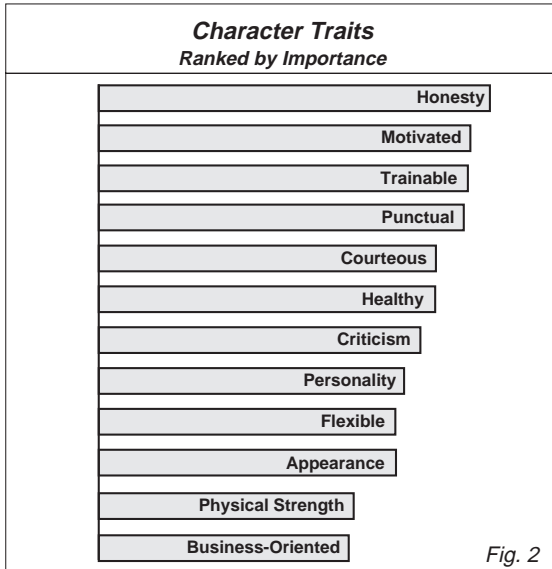 Character Traits
Ranked by Importance
Honesty
Motivated
Trainable
Punctual
Courteous
Healthy
Criticism
Personality
Flexible
Appearance
Physical Strength
Business-Oriented
Fig. 2